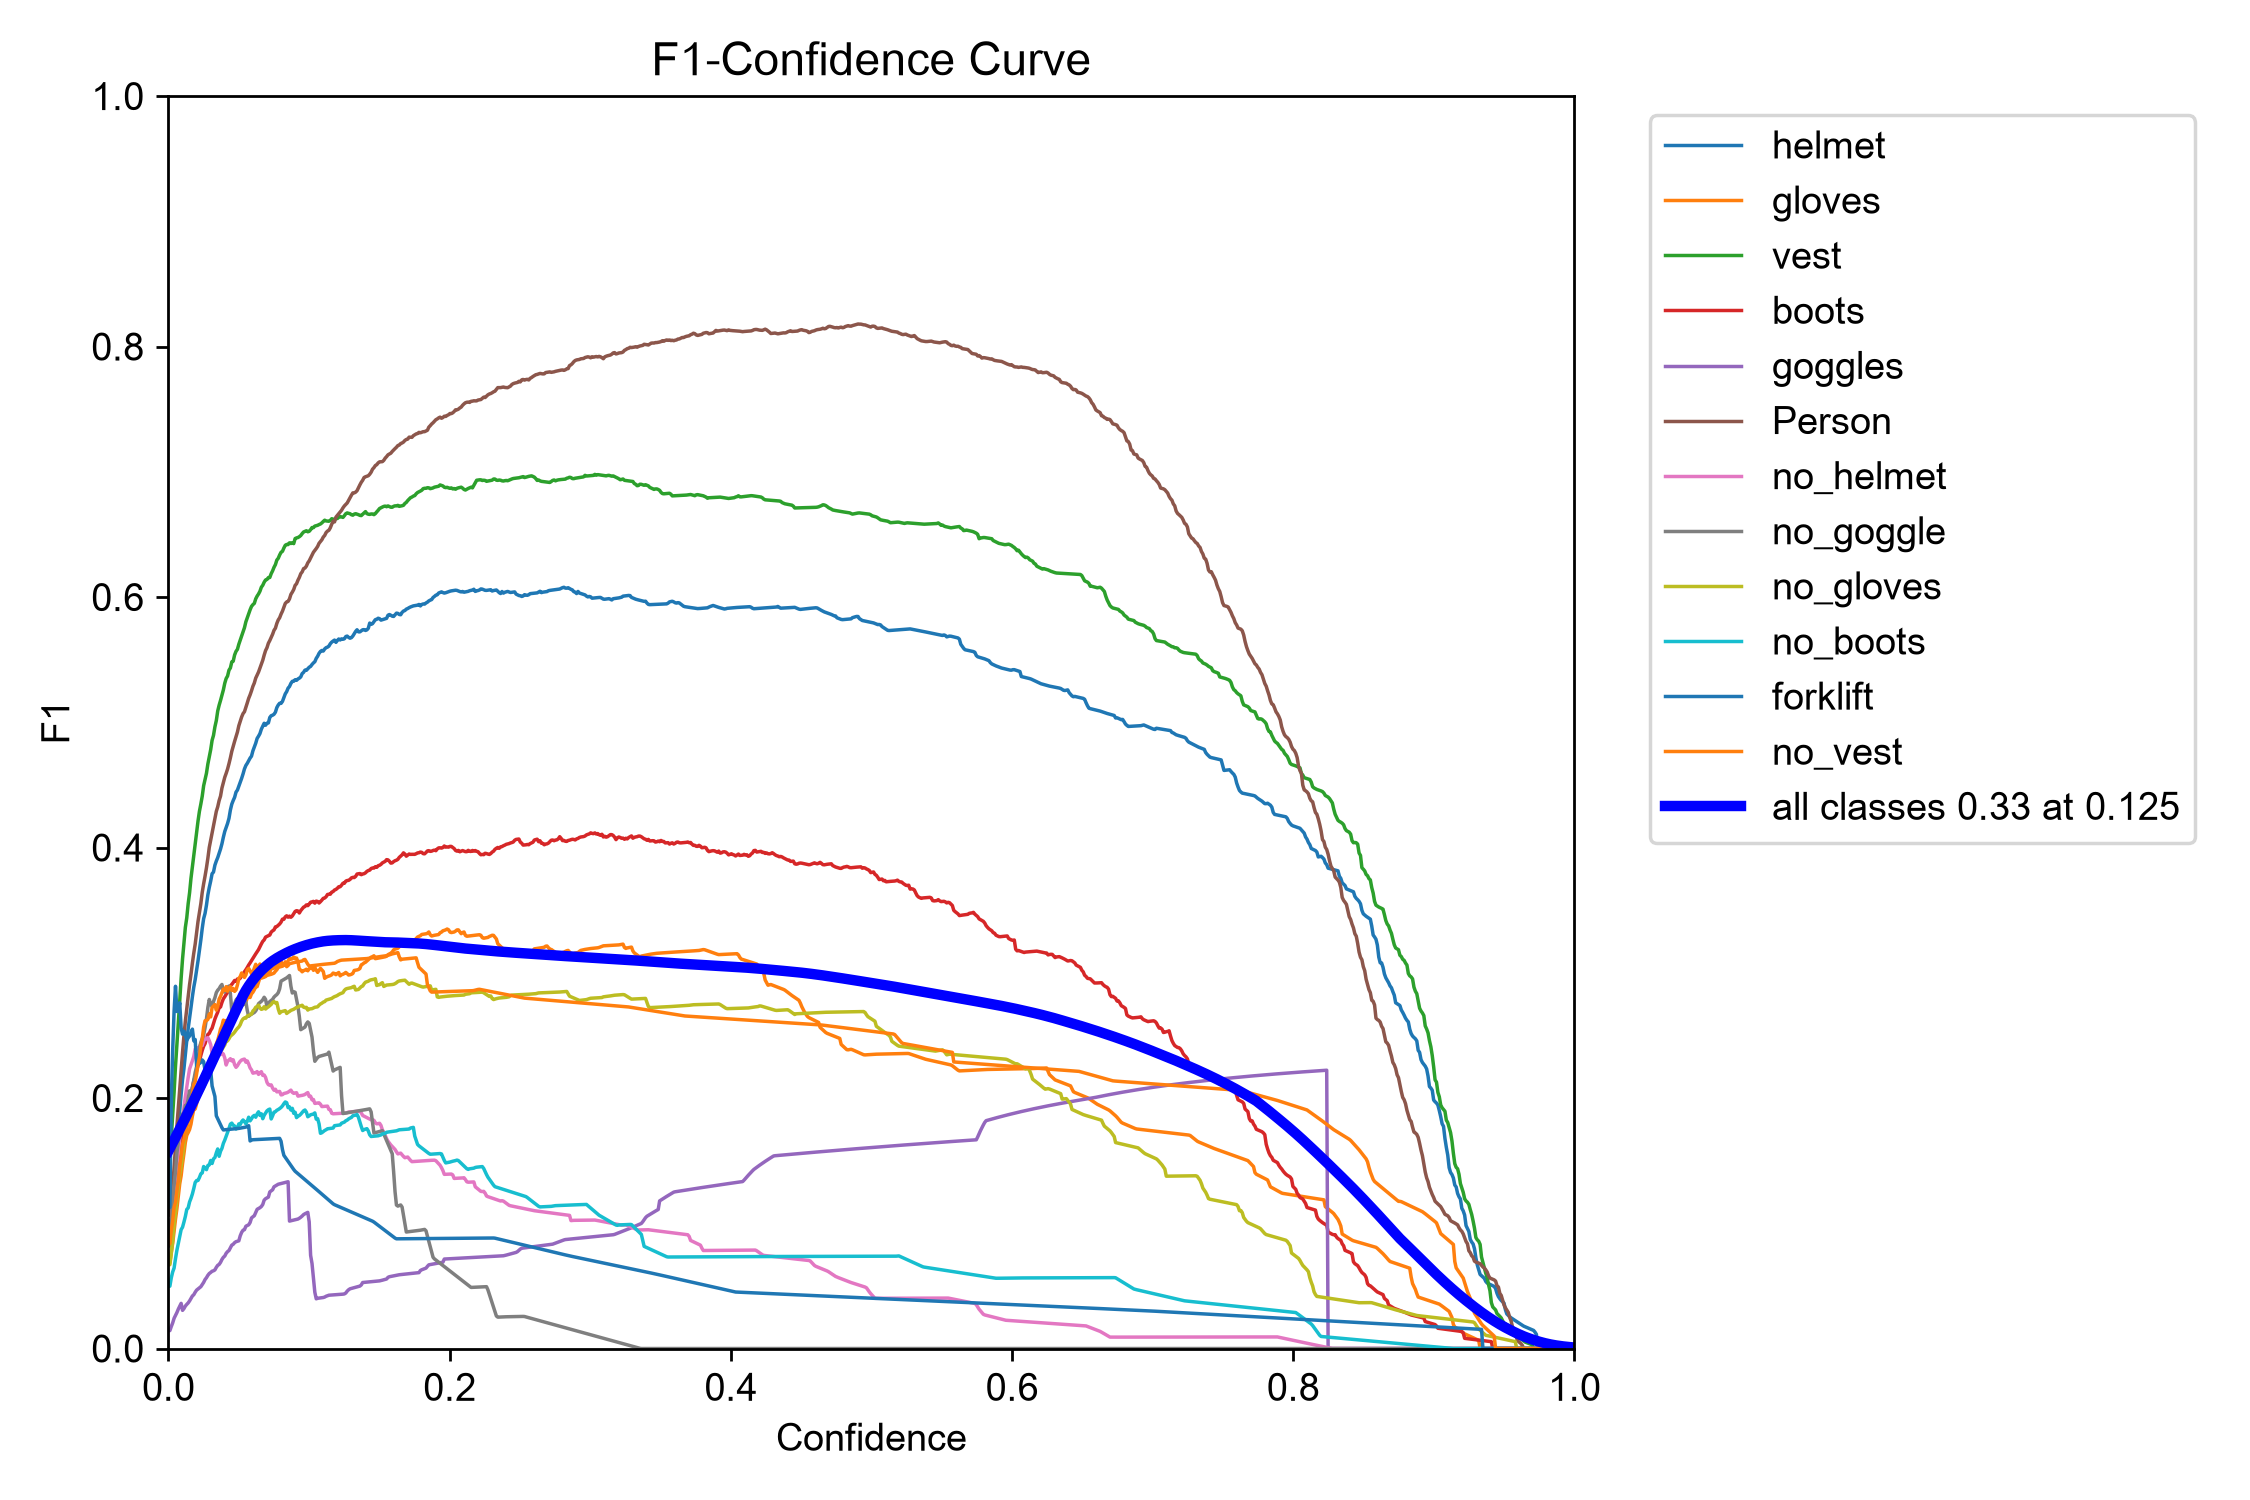 F1-Confidence Curve
1.0
0.8
0.6
0.4
0.2
0.0
F1
0.0 0.2 0.4 0.6 0.8 1.0
Confidence
helmet
gloves
vest
boots
goggles
Person
no_helmet
no_goggle
no_gloves
no_boots
forklift
no_vest
all classes 0.33 at 0.125